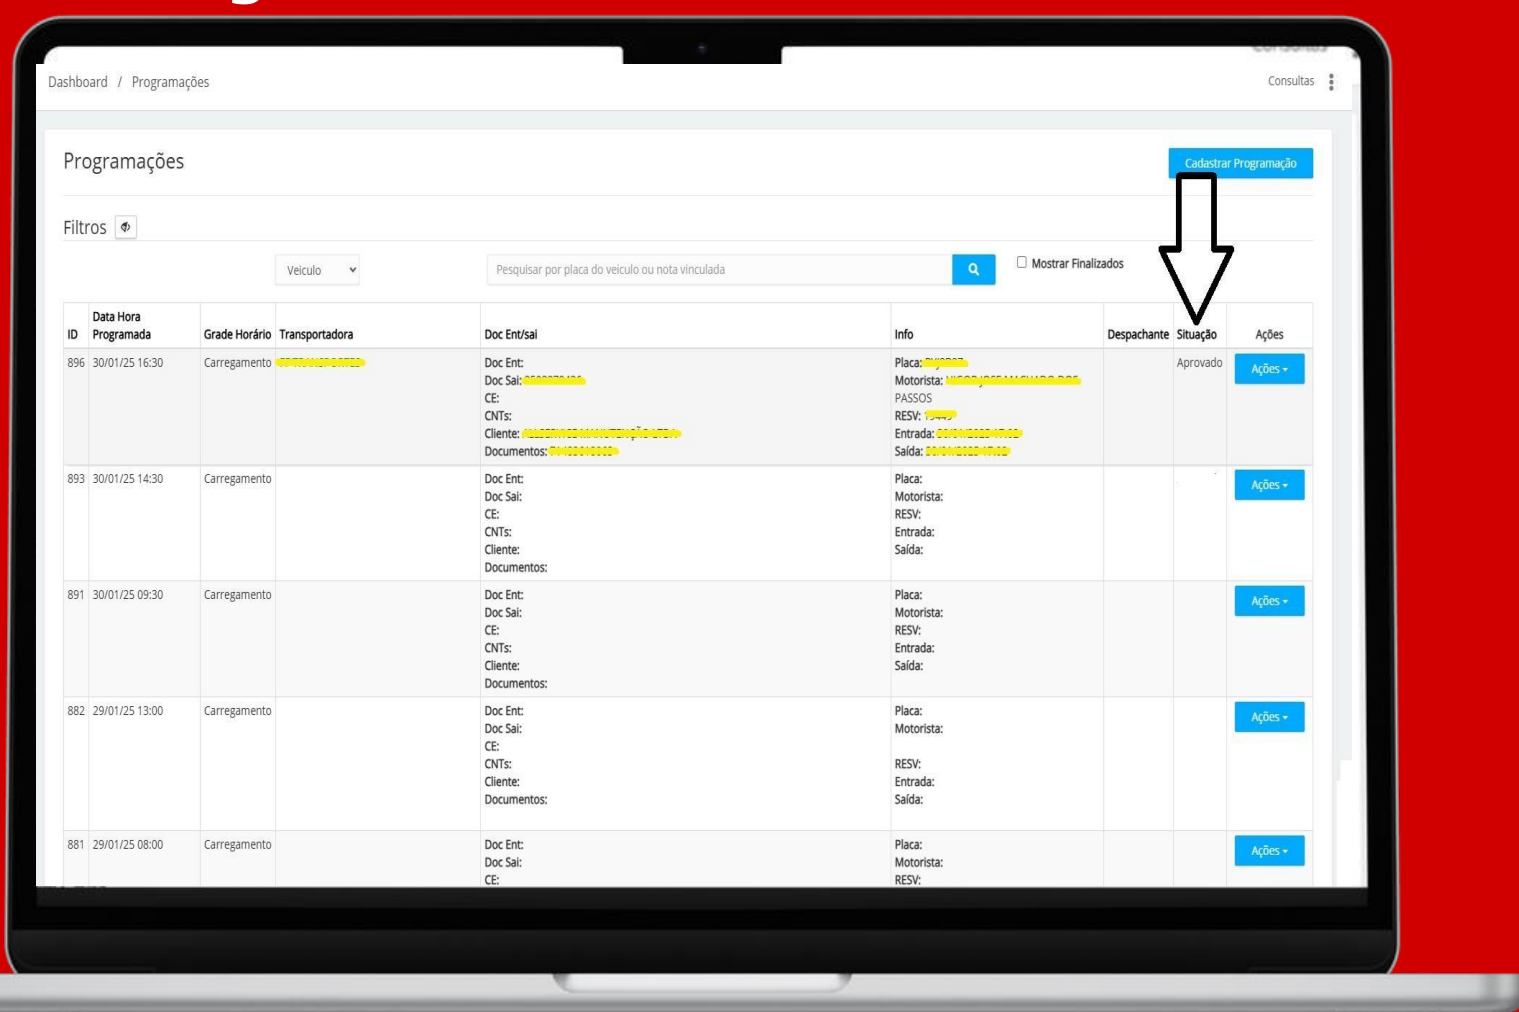 Dashboard / Programações
Consultas
Programações
Cadastrar Programação
Filtros
Veiculo
Pesquisar por placa do veiculo ou nota vinculada
Mostrar Finalizados
ID Data Hora Programada Grade Horário Transportadora Doc Ent/sai Info Despachante Situação Ações
896 30/01/25 16:30 Carregamento Doc Ent: Placa: Aprovado Ações
Doc Sai: Motorista:
CE: PASSOS
CNTs: RESV:
Cliente: Entrada:
Documentos: Saída:
893 30/01/25 14:30 Carregamento Doc Ent: Placa: Ações
Doc Sai: Motorista:
CE: RESV:
CNTs: Entrada:
Cliente: Saída:
Documentos:
891 30/01/25 09:30 Carregamento Doc Ent: Placa: Ações
Doc Sai: Motorista:
CE: RESV:
CNTs: Entrada:
Cliente: Saída:
Documentos:
882 29/01/25 13:00 Carregamento Doc Ent: Placa: Ações
Doc Sai: Motorista:
CE:
CNTs: RESV:
Cliente: Entrada:
Documentos: Saída:
881 29/01/25 08:00 Carregamento Doc Ent: Placa: Ações
Doc Sai: Motorista:
CE: RESV: